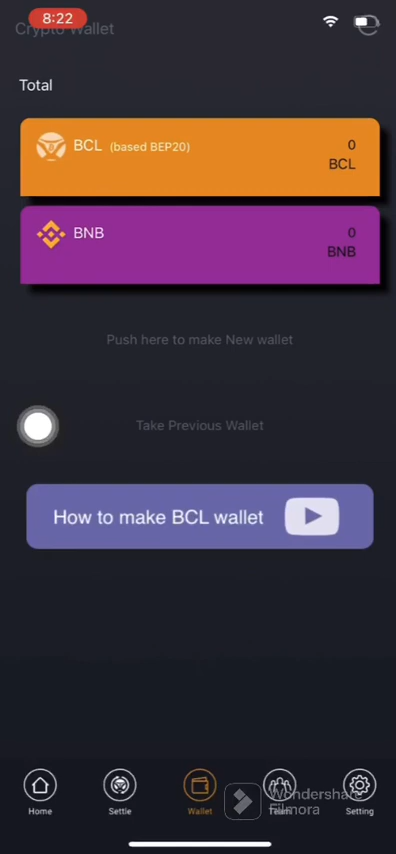 8:22
Crypto Wallet
Total
BCL (based BEP20)
0
BCL
BNB
0
BNB
Push here to make New wallet
Take Previous Wallet
How to make BCL wallet
Home
Settle
Wallet
Team
Setting
Wondershare
Filmora